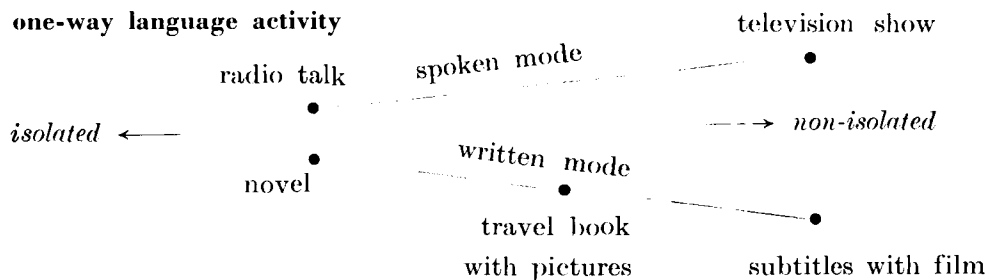 one-way language activity
television show
radio talk
spoken mode
isolated
non-isolated
written mode
novel
travel book
with pictures
subtitles with film